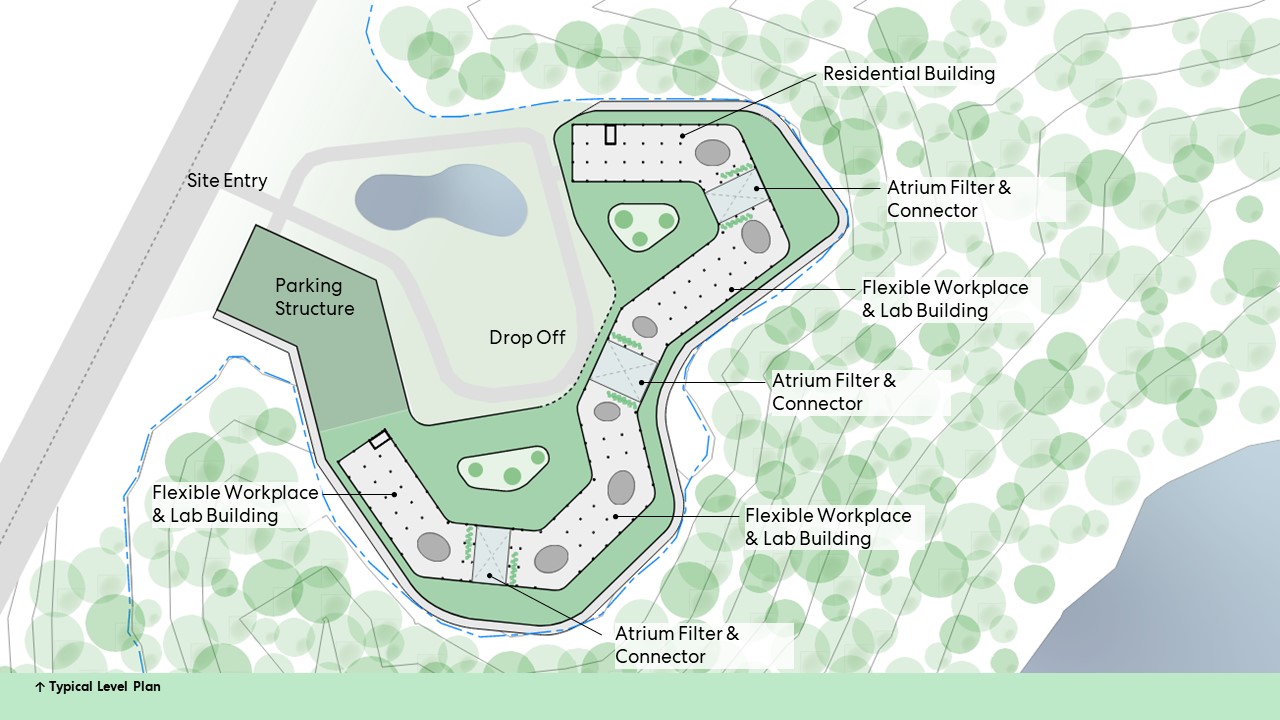 Residential Building
Site Entry
Atrium Filter &
Connector
Parking
Structure
Flexible Workplace
& Lab Building
Drop Off
Atrium Filter &
Connector
Flexible Workplace
& Lab Building
Flexible Workplace
& Lab Building
Atrium Filter &
Connector
↑ Typical Level Plan